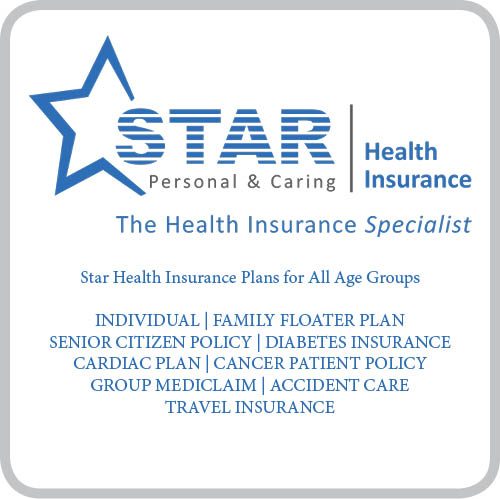 STAR
Personal & Caring
Health
Insurance
The Health Insurance Specialist
Star Health Insurance Plans for All Age Groups
INDIVIDUAL | FAMILY FLOATER PLAN
SENIOR CITIZEN POLICY | DIABETES INSURANCE
CARDIAC PLAN | CANCER PATIENT POLICY
GROUP MEDICLAIM | ACCIDENT CARE
TRAVEL INSURANCE